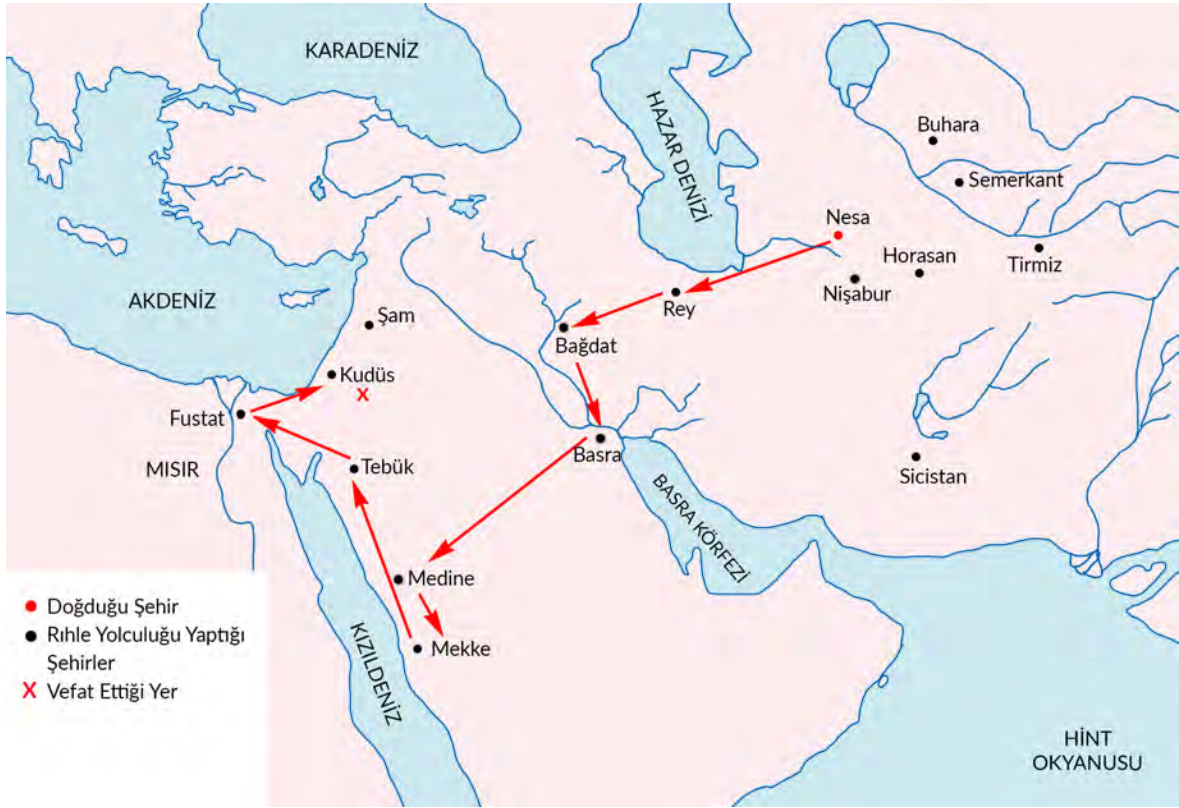 KARADENİZ
HAZAR DENİZİ
Buhara
Semerkant
Nesa
Horasan
Tirmiz
Nişabur
AKDENİZ
Rey
Şam
Bağdat
Kudüs
X
Fustat
Basra
MISIR
Tebük
Sicistan
BASRA KÖRFEZİ
Medine
Mekke
KIZILDENİZ
Doğduğu Şehir
Rıhle Yolculuğu Yaptığı
Şehirler
X Vefat Ettiği Yer
HİNT
OKYANUSU